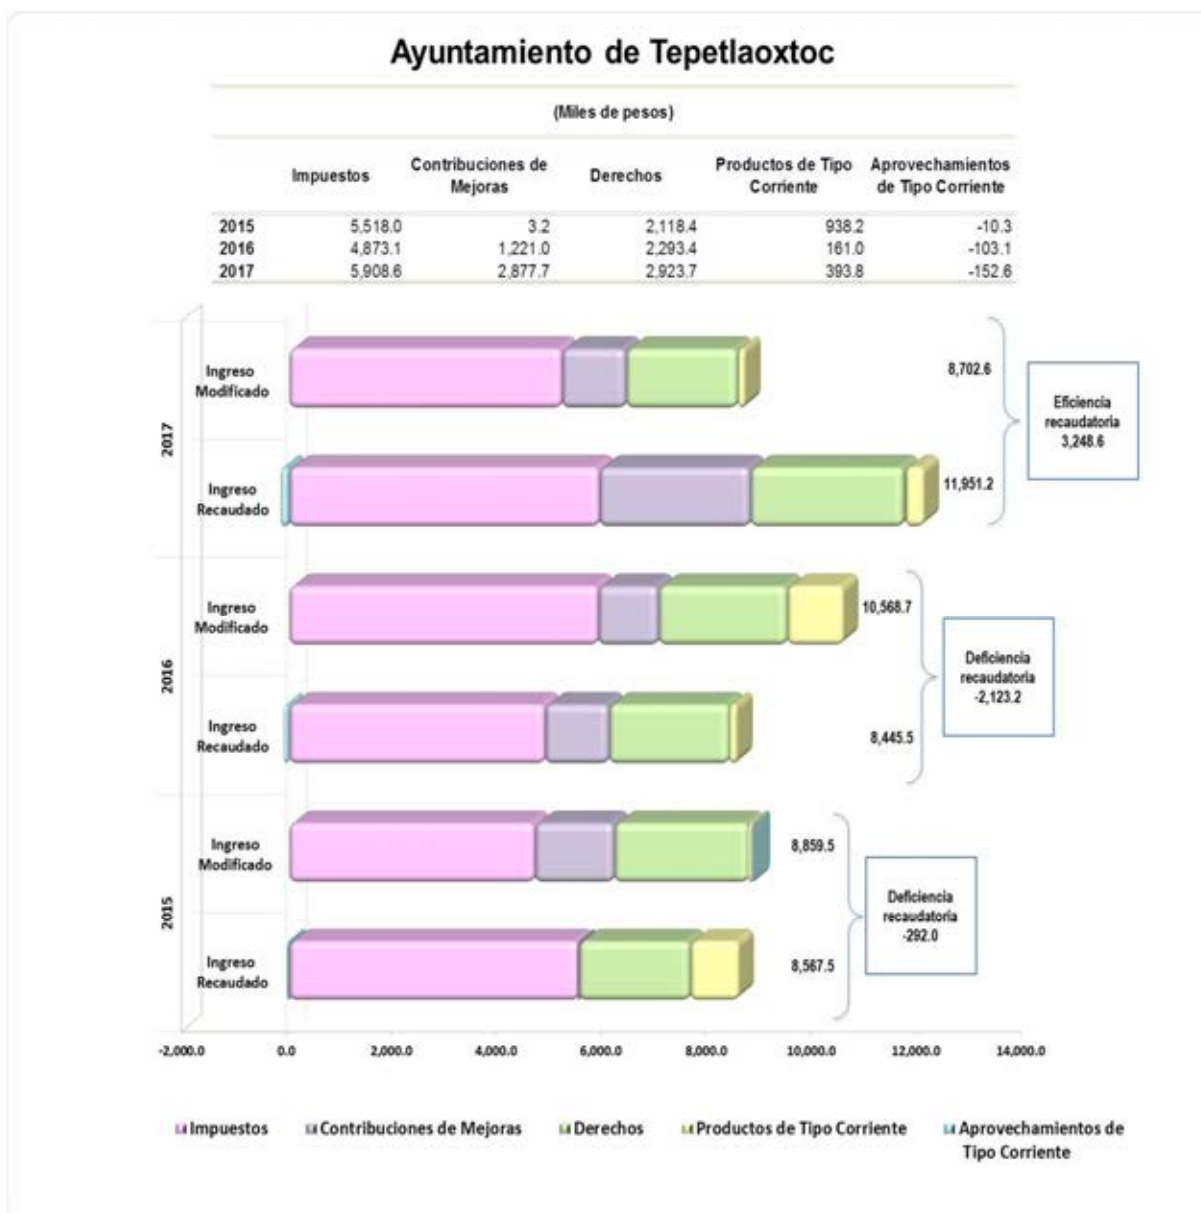 Ayuntamiento de Tepetlaoxtoc
(Miles de pesos)
Impuestos Contribuciones de Mejoras Derechos Productos de Tipo Corriente Aprovechamientos de Tipo Corriente
2015 5,518.0 3.2 2,118.4 938.2 -10.3
2016 4,873.1 1,221.0 2,293.4 161.0 -103.1
2017 5,908.6 2,877.7 2,923.7 393.8 -152.6
2017
Ingreso
Modificado
8,702.6
Ingreso
Recaudado
11,951.2
Eficiencia
recaudatoria
3,248.6
2016
Ingreso
Modificado
10,568.7
Ingreso
Recaudado
8,445.5
Deficiencia
recaudatoria
-2,123.2
2015
Ingreso
Modificado
8,859.5
Ingreso
Recaudado
8,567.5
Deficiencia
recaudatoria
-292.0
-2,000.0 0.0 2,000.0 4,000.0 6,000.0 8,000.0 10,000.0 12,000.0 14,000.0
Impuestos Contribuciones de Mejoras Derechos Productos de Tipo Corriente Aprovechamientos de
Tipo Corriente